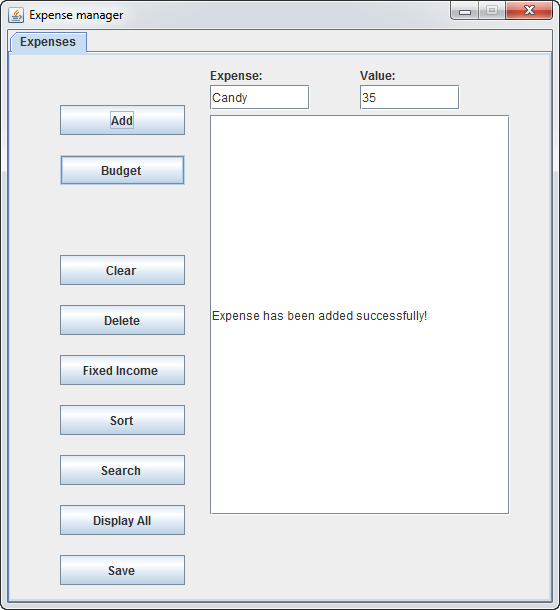 Expense manager
Expenses
Expense:
Value:
Candy
35
Add
Budget
Clear
Delete
Expense has been added successfully!
Fixed Income
Sort
Search
Display All
Save